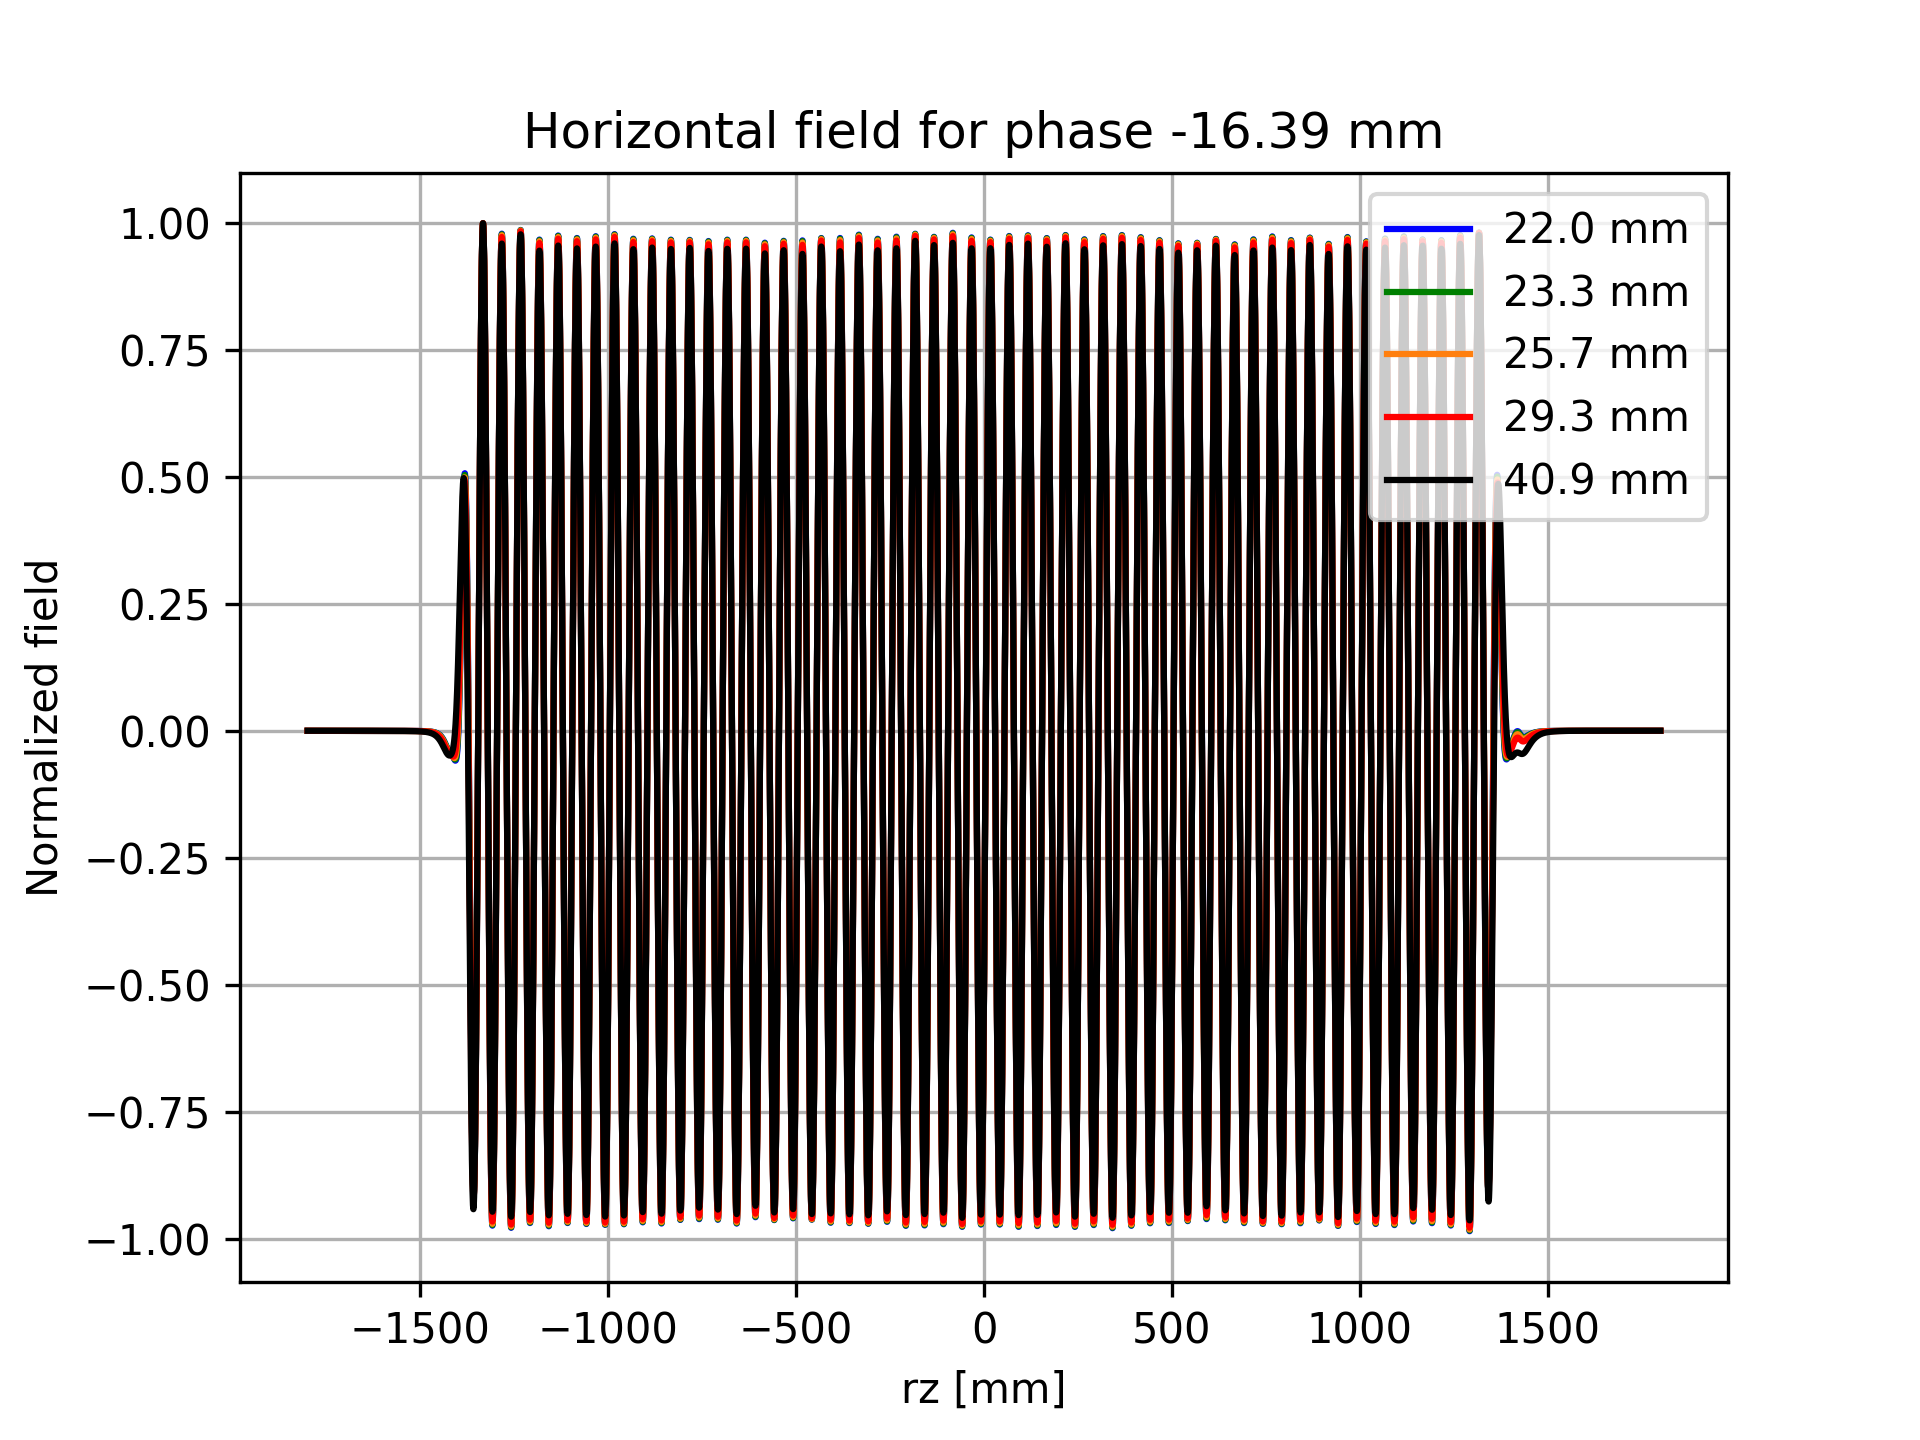 Horizontal field for phase -16.39 mm
1.00
0.75
0.50
0.25
0.00
−0.25
−0.50
−0.75
−1.00
Normalized field
22.0 mm
23.3 mm
25.7 mm
29.3 mm
40.9 mm
−1500 −1000 −500 0 500 1000 1500
rz [mm]